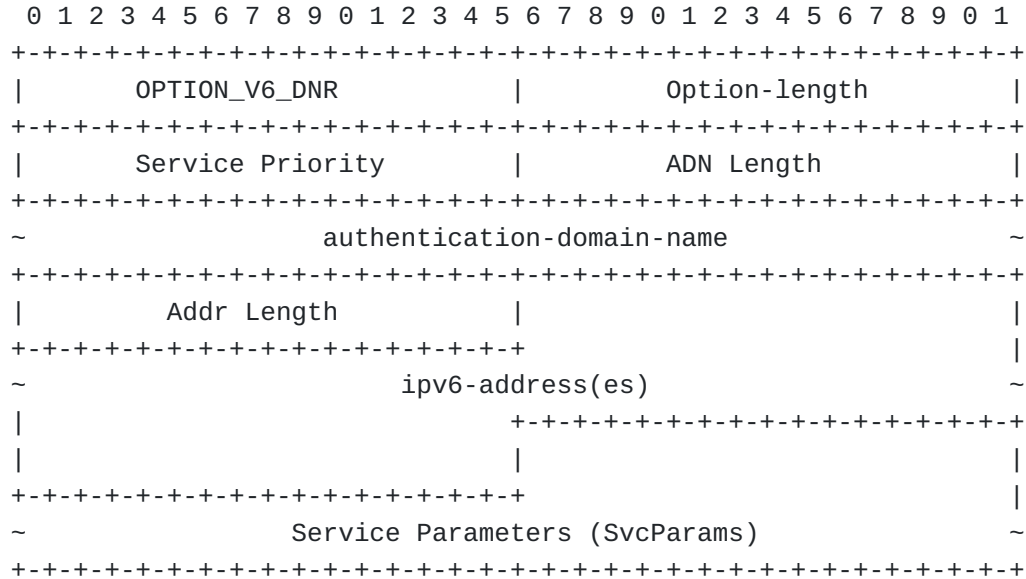 0 1 2 3 4 5 6 7 8 9 0 1 2 3 4 5 6 7 8 9 0 1 2 3 4 5 6 7 8 9 0 1
+-+-+-+-+-+-+-+-+-+-+-+-+-+-+-+-+-+-+-+-+-+-+-+-+-+-+-+-+-+-+-+-+
|       OPTION_V6_DNR           |         Option-length         |
+-+-+-+-+-+-+-+-+-+-+-+-+-+-+-+-+-+-+-+-+-+-+-+-+-+-+-+-+-+-+-+-+
|       Service Priority        |         ADN Length            |
+-+-+-+-+-+-+-+-+-+-+-+-+-+-+-+-+-+-+-+-+-+-+-+-+-+-+-+-+-+-+-+-+
~                   authentication-domain-name                  ~
+-+-+-+-+-+-+-+-+-+-+-+-+-+-+-+-+-+-+-+-+-+-+-+-+-+-+-+-+-+-+-+-+
|         Addr Length           |                               |
+-+-+-+-+-+-+-+-+-+-+-+-+-+-+-+-+                               |
~                        ipv6-address(es)                       ~
|                               +-+-+-+-+-+-+-+-+-+-+-+-+-+-+-+-+
|                               |                               |
+-+-+-+-+-+-+-+-+-+-+-+-+-+-+-+-+                               |
~                 Service Parameters (SvcParams)                ~
+-+-+-+-+-+-+-+-+-+-+-+-+-+-+-+-+-+-+-+-+-+-+-+-+-+-+-+-+-+-+-+-+